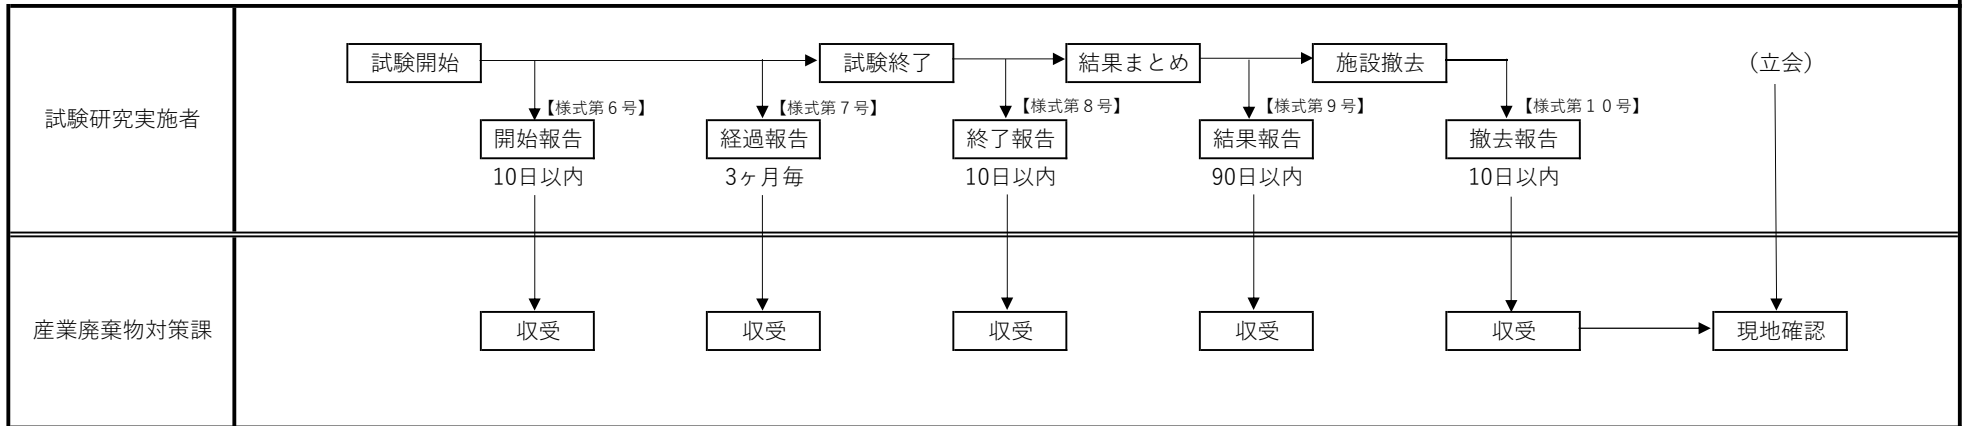 試験研究実施者
試験開始
試験終了
結果まとめ
施設撤去
(立会)
【様式第６号】
【様式第７号】
【様式第８号】
【様式第９号】
【様式第１０号】
開始報告
経過報告
終了報告
結果報告
撤去報告
10日以内
3ヶ月毎
10日以内
90日以内
10日以内
産業廃棄物対策課
収受
収受
収受
収受
収受
現地確認